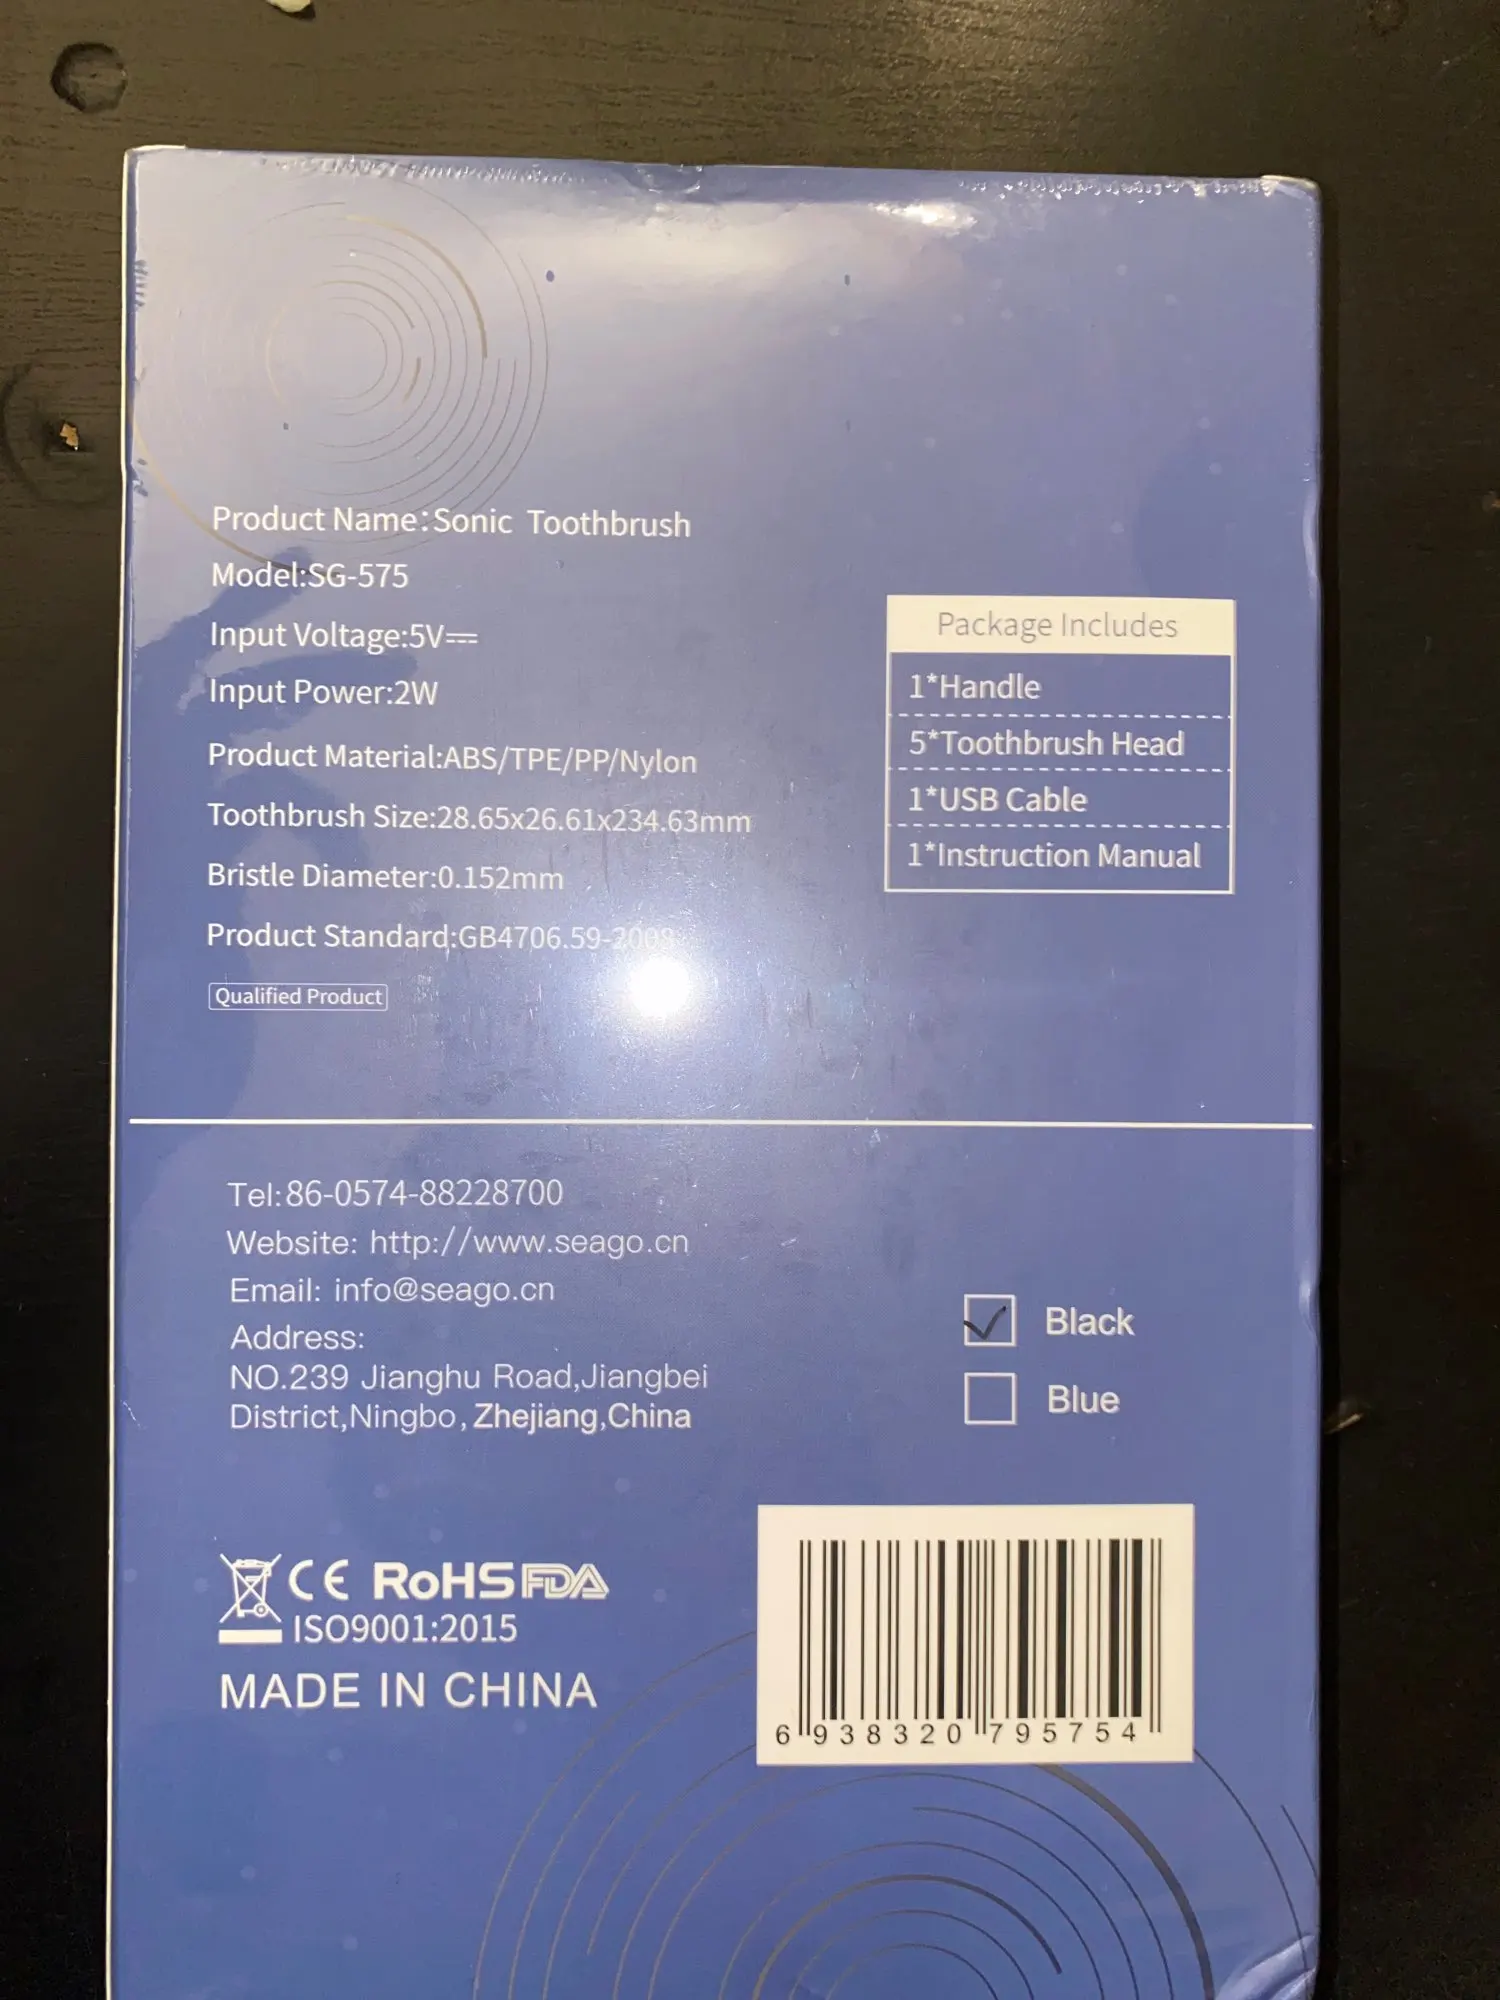 Product Name:Sonic Toothbrush
Model:SG-575
Input Voltage:5V⎓
Input Power:2W
Product Material:ABS/TPE/PP/Nylon
Toothbrush Size:28.65x26.61x234.63mm
Bristle Diameter:0.152mm
Product Standard:GB4706.59-2008
Qualified Product
Package Includes
1*Handle
5*Toothbrush Head
1*USB Cable
1*Instruction Manual
Tel:86-0574-88228700
Website: http://www.seago.cn
Email: info@seago.cn
Address:
NO.239 Jianghu Road,Jiangbei
District,Ningbo,Zhejiang,China
Black
Blue
CE RoHS FDA
ISO9001:2015
MADE IN CHINA
6 938320 795754